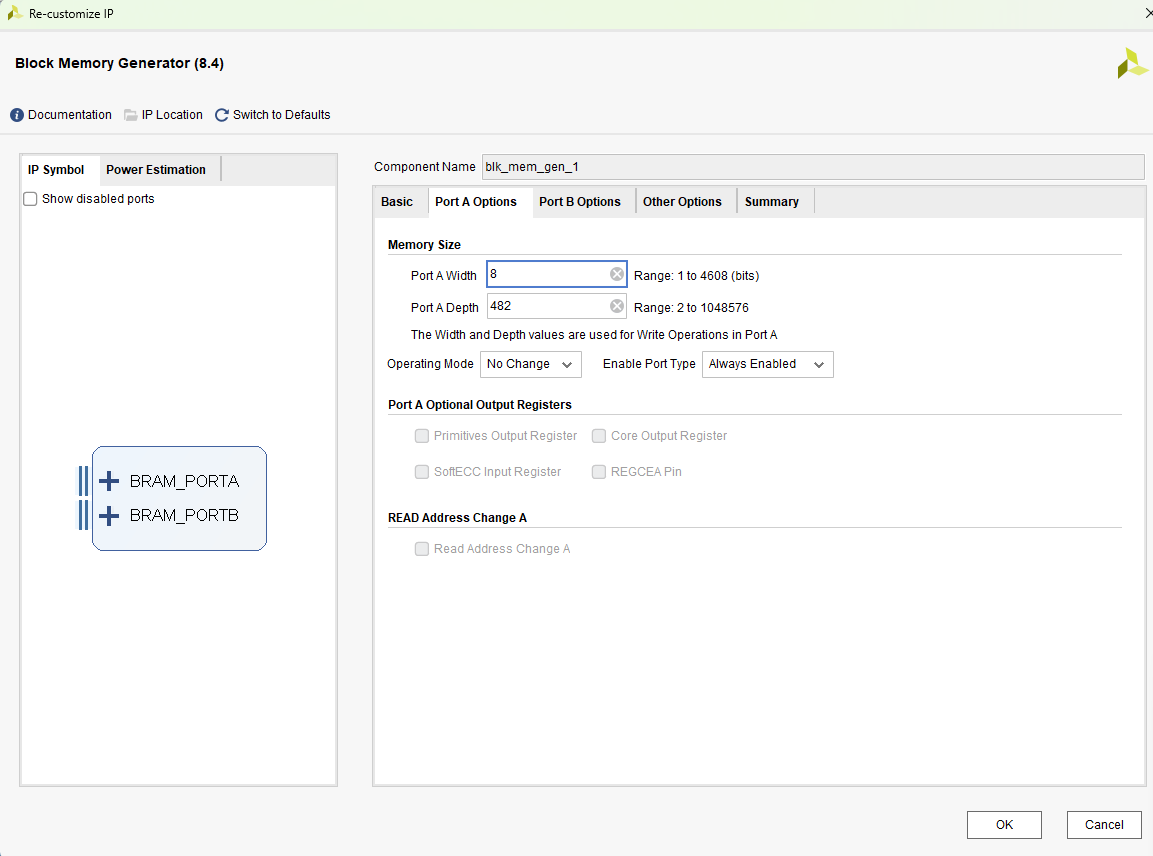 Re-customize IP
Block Memory Generator (8.4)
Documentation IP Location Switch to Defaults
IP Symbol Power Estimation
Show disabled ports
BRAM_PORTA
BRAM_PORTB
Component Name blk_mem_gen_1
Basic Port A Options Port B Options Other Options Summary
Memory Size
Port A Width 8 Range: 1 to 4608 (bits)
Port A Depth 482 Range: 2 to 1048576
The Width and Depth values are used for Write Operations in Port A
Operating Mode No Change Enable Port Type Always Enabled
Port A Optional Output Registers
Primitives Output Register Core Output Register
SoftECC Input Register REGCEA Pin
READ Address Change A
Read Address Change A
OK Cancel